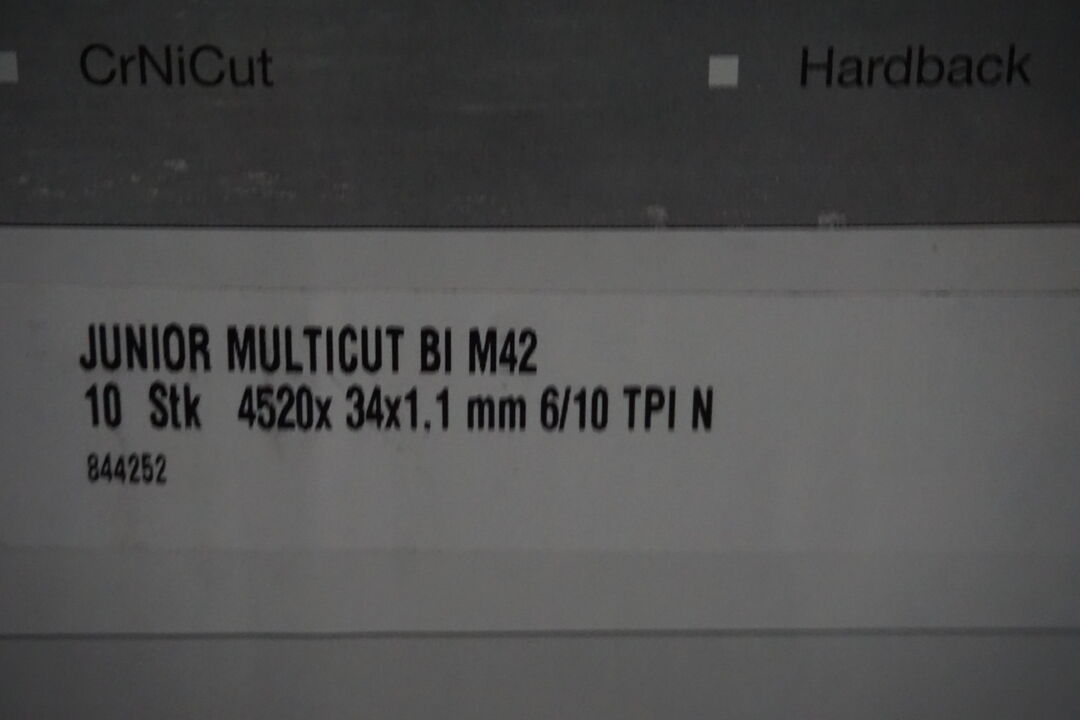 CrNiCut
Hardback
JUNIOR MULTICUT BI M42
10 Stk 4520x 34x1.1 mm 6/10 TPI N
844252